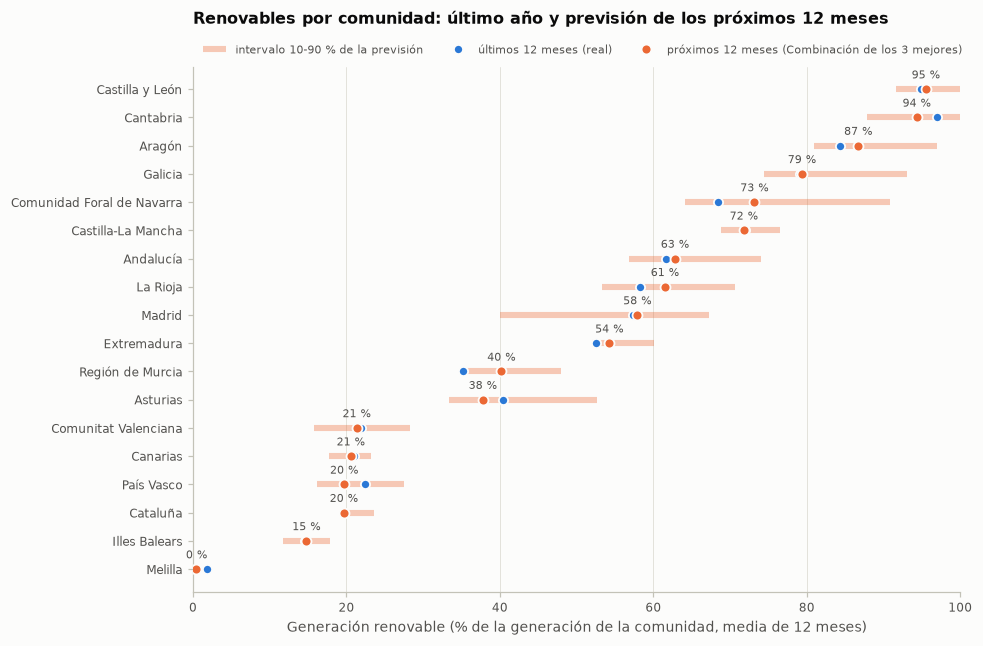 Renovables por comunidad: último año y previsión de los próximos 12 meses
intervalo 10-90 % de la previsión
últimos 12 meses (real)
próximos 12 meses (Combinación de los 3 mejores)
Castilla y León
95 %
Cantabria
94 %
Aragón
87 %
Galicia
79 %
Comunidad Foral de Navarra
73 %
Castilla-La Mancha
72 %
Andalucía
63 %
La Rioja
61 %
Madrid
58 %
Extremadura
54 %
Región de Murcia
40 %
Asturias
38 %
Comunitat Valenciana
21 %
Canarias
21 %
País Vasco
20 %
Cataluña
20 %
Illes Balears
15 %
Melilla
0 %
0
20
40
60
80
100
Generación renovable (% de la generación de la comunidad, media de 12 meses)